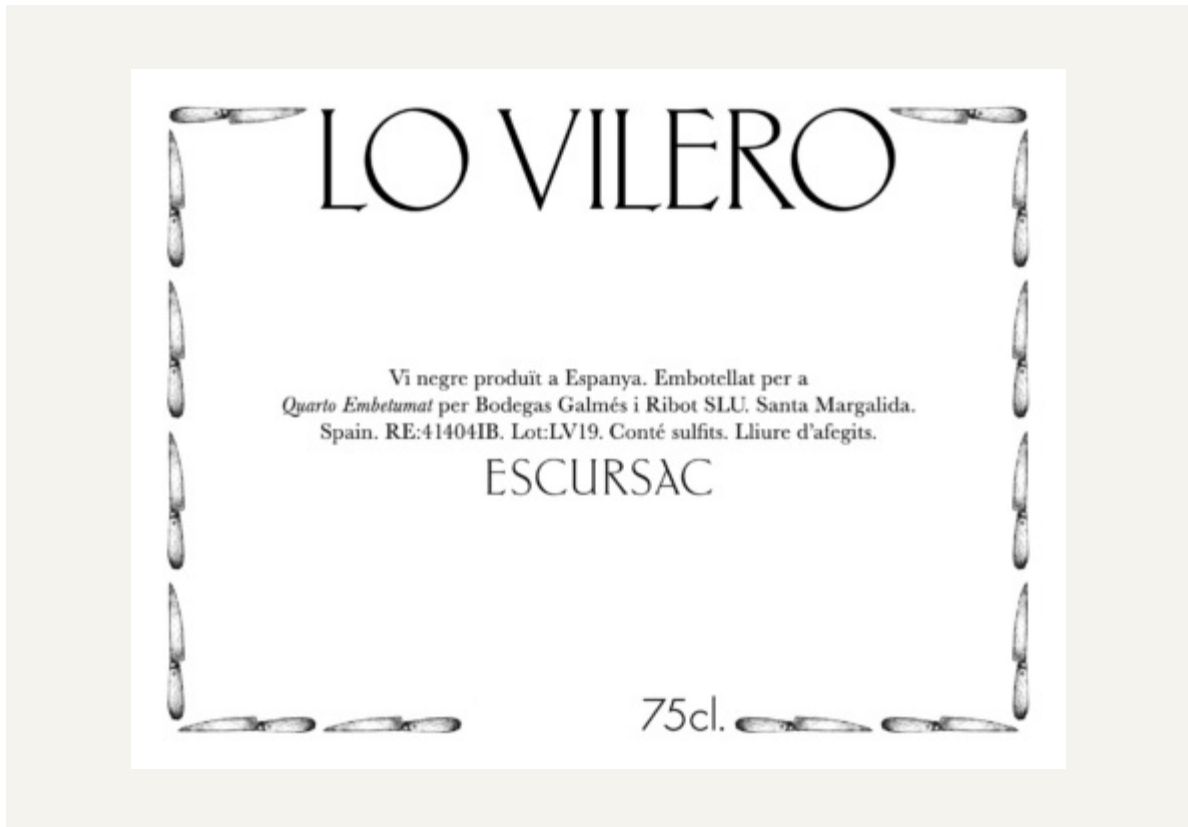 LO VILERO
Vi negre produït a Espanya. Embotellat per a
Quarto Embetumat per Bodegas Galmés i Ribot SLU. Santa Margalida.
Spain. RE:41404IB. Lot:LV19. Conté sulfits. Lliure d’afegits.
ESCURSAC
75cl.